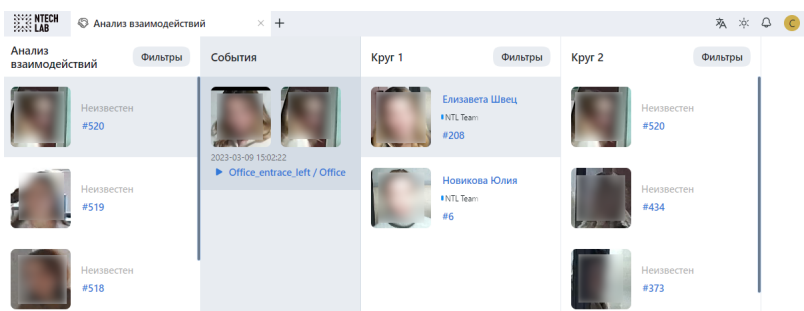 NTECH
LAB
Анализ взаимодействий
Анализ
взаимодействий
Фильтры
События
Круг 1
Фильтры
Круг 2
Фильтры
Неизвестен
#520
Неизвестен
#519
Неизвестен
#518
2023-03-09 15:02:22
Office_entrace_left / Office
Елизавета Швец
NTL Team
#208
Новикова Юлия
NTL Team
#6
Неизвестен
#520
Неизвестен
#434
Неизвестен
#373
C